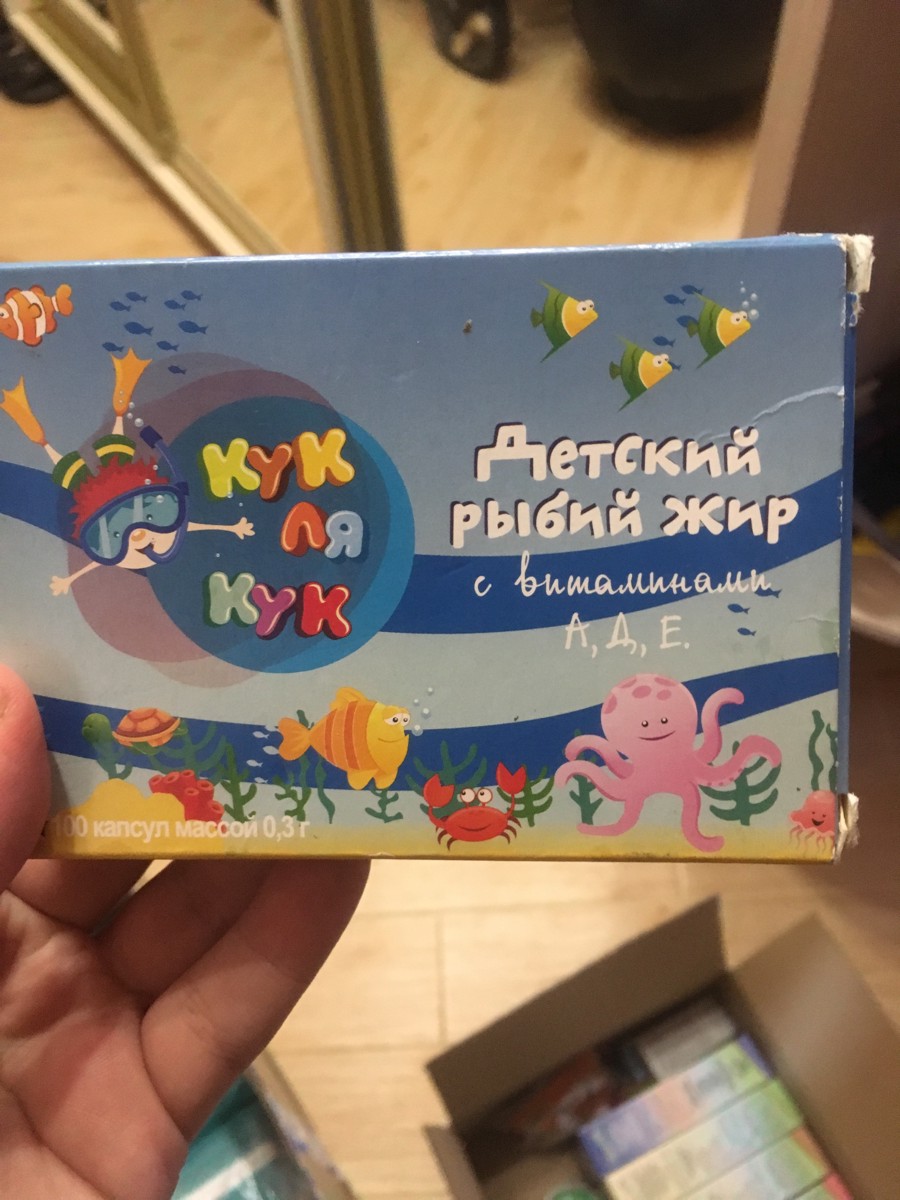 КУК
ЛЯ
КУК
Детский
рыбий жир
с витаминами
А, Д, Е.
100 капсул массой 0,3 г